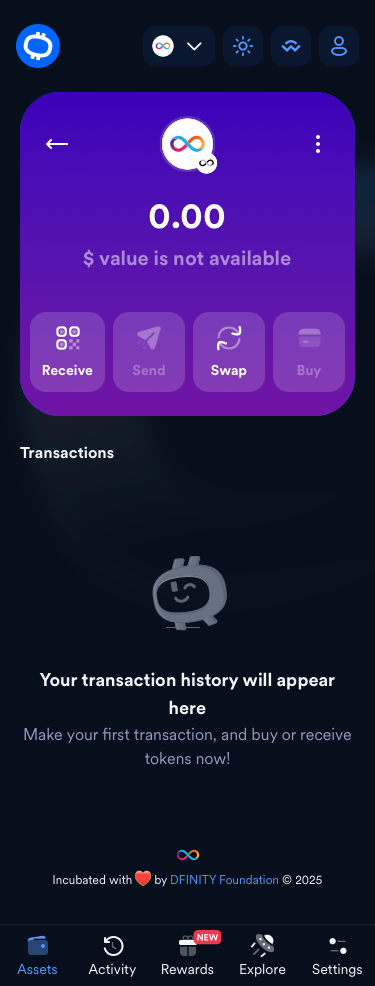 0.00
$ value is not available
Receive
Send
Swap
Buy
Transactions
Your transaction history will appear
here
Make your first transaction, and buy or receive
tokens now!
Incubated with ❤️ by DFINITY Foundation © 2025
NEW
Assets
Activity
Rewards
Explore
Settings